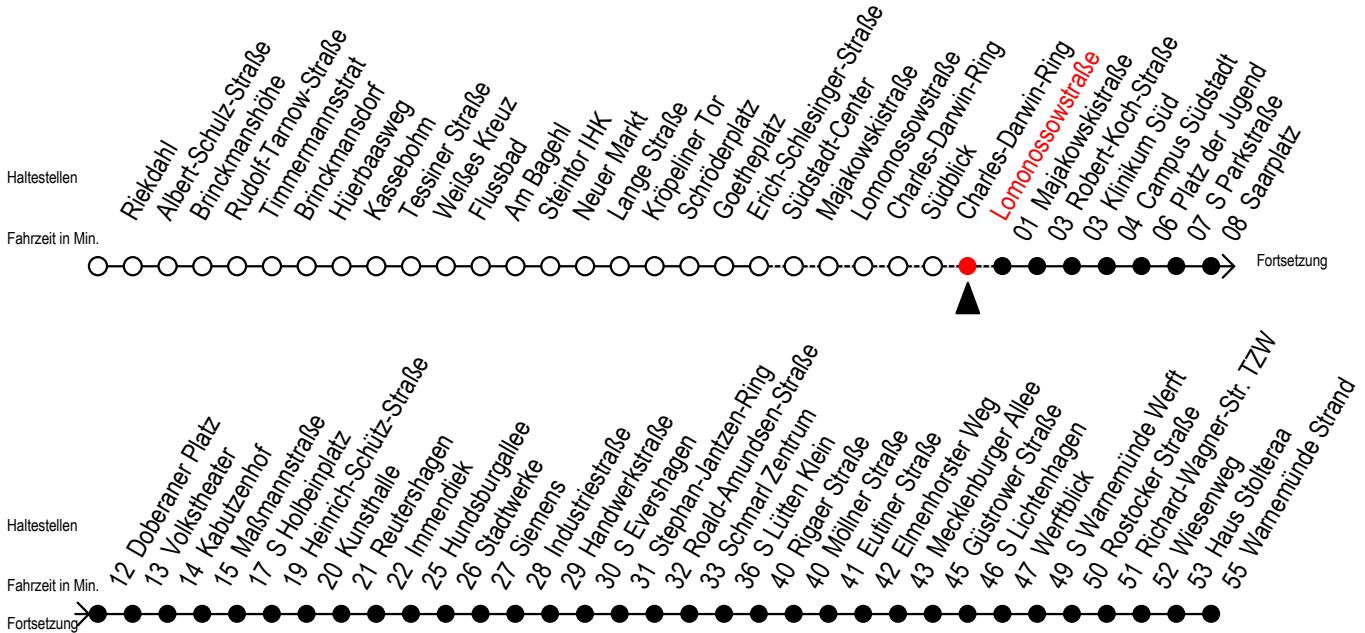 Haltestellen
Riekdahl
Albert-Schulz-Straße
Brinckmanshöhe
Rudolf-Tarnow-Straße
Timmermannsstrat
Brinckmansdorf
Hüerbaasweg
Kassebohm
Tessiner Straße
Weißes Kreuz
Flussbad
Am Bagehl
Steintor IHK
Neuer Markt
Lange Straße
Kröpeliner Tor
Schröderplatz
Goetheplatz
Erich-Schlesinger-Straße
Südstadt-Center
Majakowskistraße
Lomonossowstraße
Charles-Darwin-Ring
Südblick
Charles-Darwin-Ring
Lomonossowstraße
01 Majakowskistraße
03 Robert-Koch-Straße
03 Klinikum Süd
04 Campus Südstadt
06 Platz der Jugend
07 S Parkstraße
08 Saarplatz
Fahrzeit in Min.
Fortsetzung
Haltestellen
12 Doberaner Platz
13 Volkstheater
14 Kabutzenhof
15 Maßmannstraße
17 S Holbeinplatz
19 Heinrich-Schütz-Straße
20 Kunsthalle
21 Reutershagen
22 Immendiek
25 Hundsburgallee
26 Stadtwerke
27 Siemens
28 Industriestraße
29 Handwerkstraße
30 S Evershagen
31 Stephan-Jantzen-Ring
32 Roald-Amundsen-Straße
33 Schmarl Zentrum
36 S Lütten Klein
40 Rigaer Straße
40 Möllner Straße
41 Eutiner Straße
42 Elmenhorster Weg
43 Mecklenburger Allee
45 Güstrower Straße
46 S Lichtenhagen
47 Werftblick
49 S Warnemünde Werft
50 Rostocker Straße
51 Richard-Wagner-Str. TZW
52 Wiesenweg
53 Haus Stolteraa
55 Warnemünde Strand
Fahrzeit in Min.
Fortsetzung